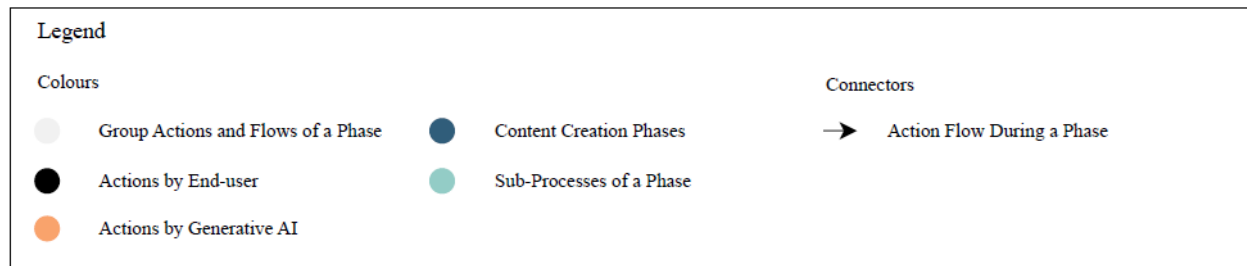 Legend
Colours
Connectors
Group Actions and Flows of a Phase
Content Creation Phases
Action Flow During a Phase
Actions by End-user
Sub-Processes of a Phase
Actions by Generative AI